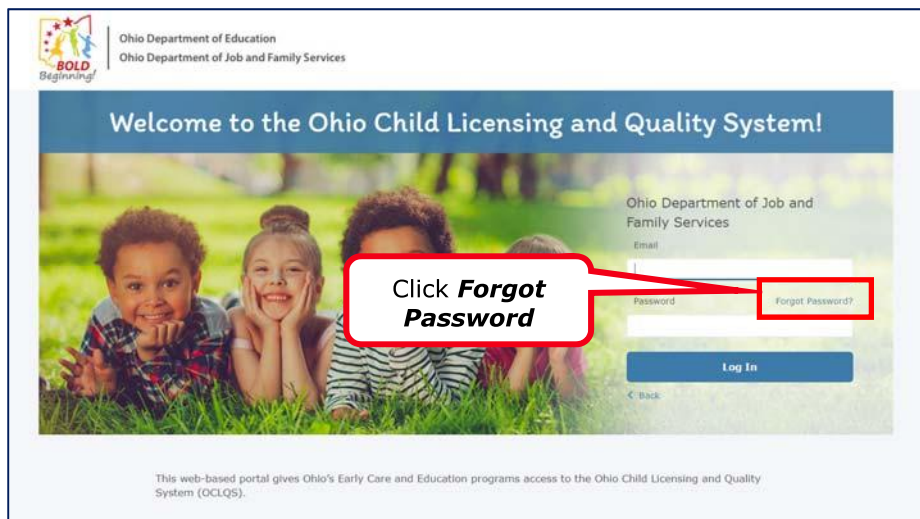 BOLD
Beginning!
Ohio Department of Education
Ohio Department of Job and Family Services
Welcome to the Ohio Child Licensing and Quality System!
Ohio Department of Job and
Family Services
Email
Click Forgot
Password
Password
Forgot Password?
Log In
< Back
This web-based portal gives Ohio's Early Care and Education programs access to the Ohio Child Licensing and Quality
System (OCLQS).